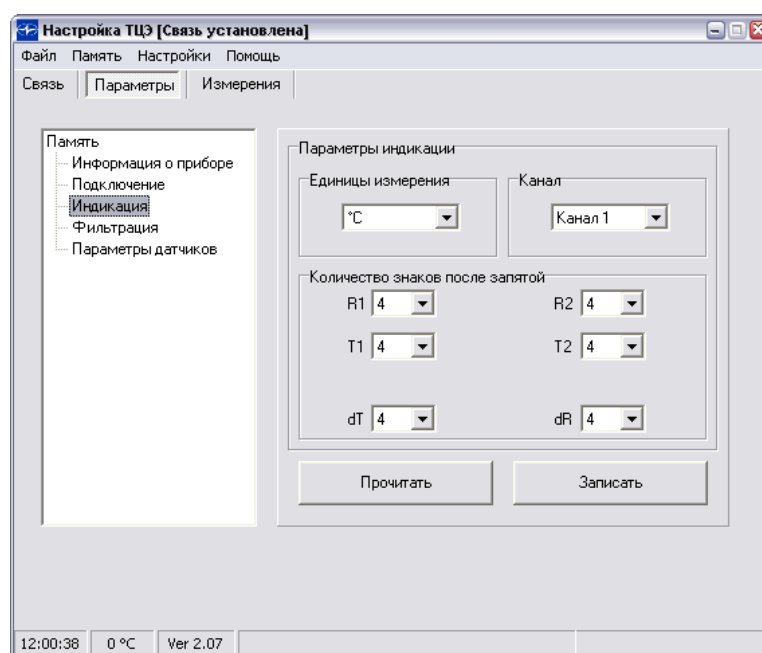 Настройка ТЦЭ [Связь установлена]
Файл Память Настройки Помощь
Связь Параметры Измерения
Память
Информация о приборе
Подключение
Индикация
Фильтрация
Параметры датчиков
Параметры индикации
Единицы измерения
°C
Канал
Канал 1
Количество знаков после запятой
R1 4 R2 4
T1 4 T2 4
dT 4 dR 4
Прочитать Записать
12:00:38 0 °C Ver 2.07